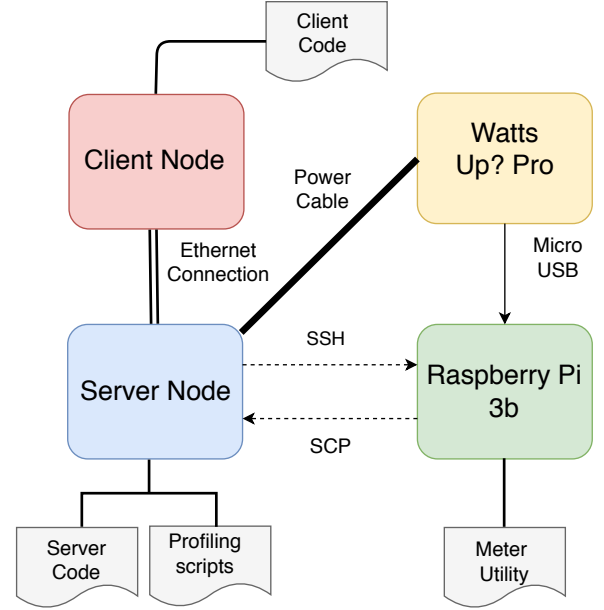 Client
Code
Client Node
Watts
Up? Pro
Power
Cable
Ethernet
Connection
Micro
USB
SSH
Server Node
Raspberry Pi
3b
SCP
Server
Code
Profiling
scripts
Meter
Utility